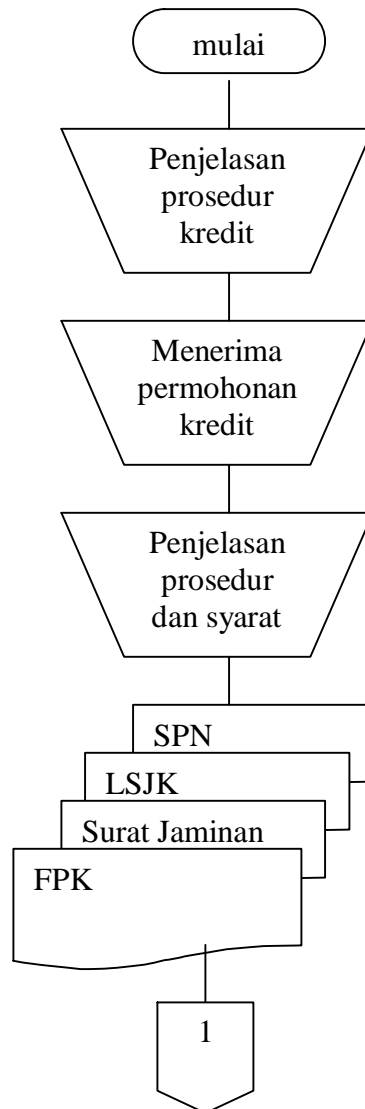 mulai
Penjelasan
prosedur
kredit
Menerima
permohonan
kredit
Penjelasan
prosedur
dan syarat
SPN
LSJK
Surat Jaminan
FPK
1